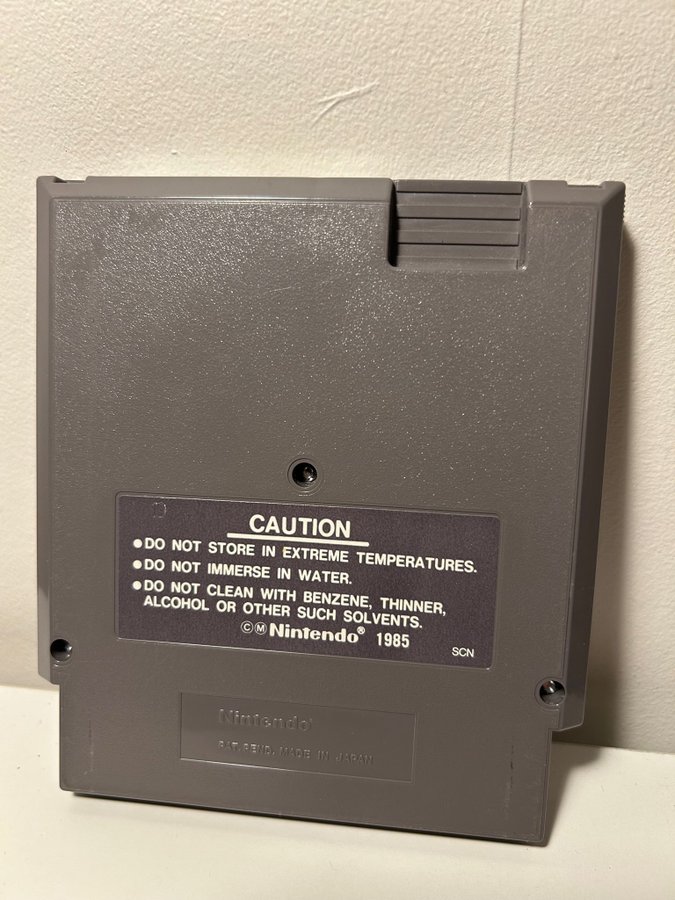 CAUTION
●DO NOT STORE IN EXTREME TEMPERATURES.
●DO NOT IMMERSE IN WATER.
●DO NOT CLEAN WITH BENZENE, THINNER,
ALCOHOL OR OTHER SUCH SOLVENTS.
©Ⓜ Nintendo® 1985
SCN
Nintendo®
PAT. PEND. MADE IN JAPAN